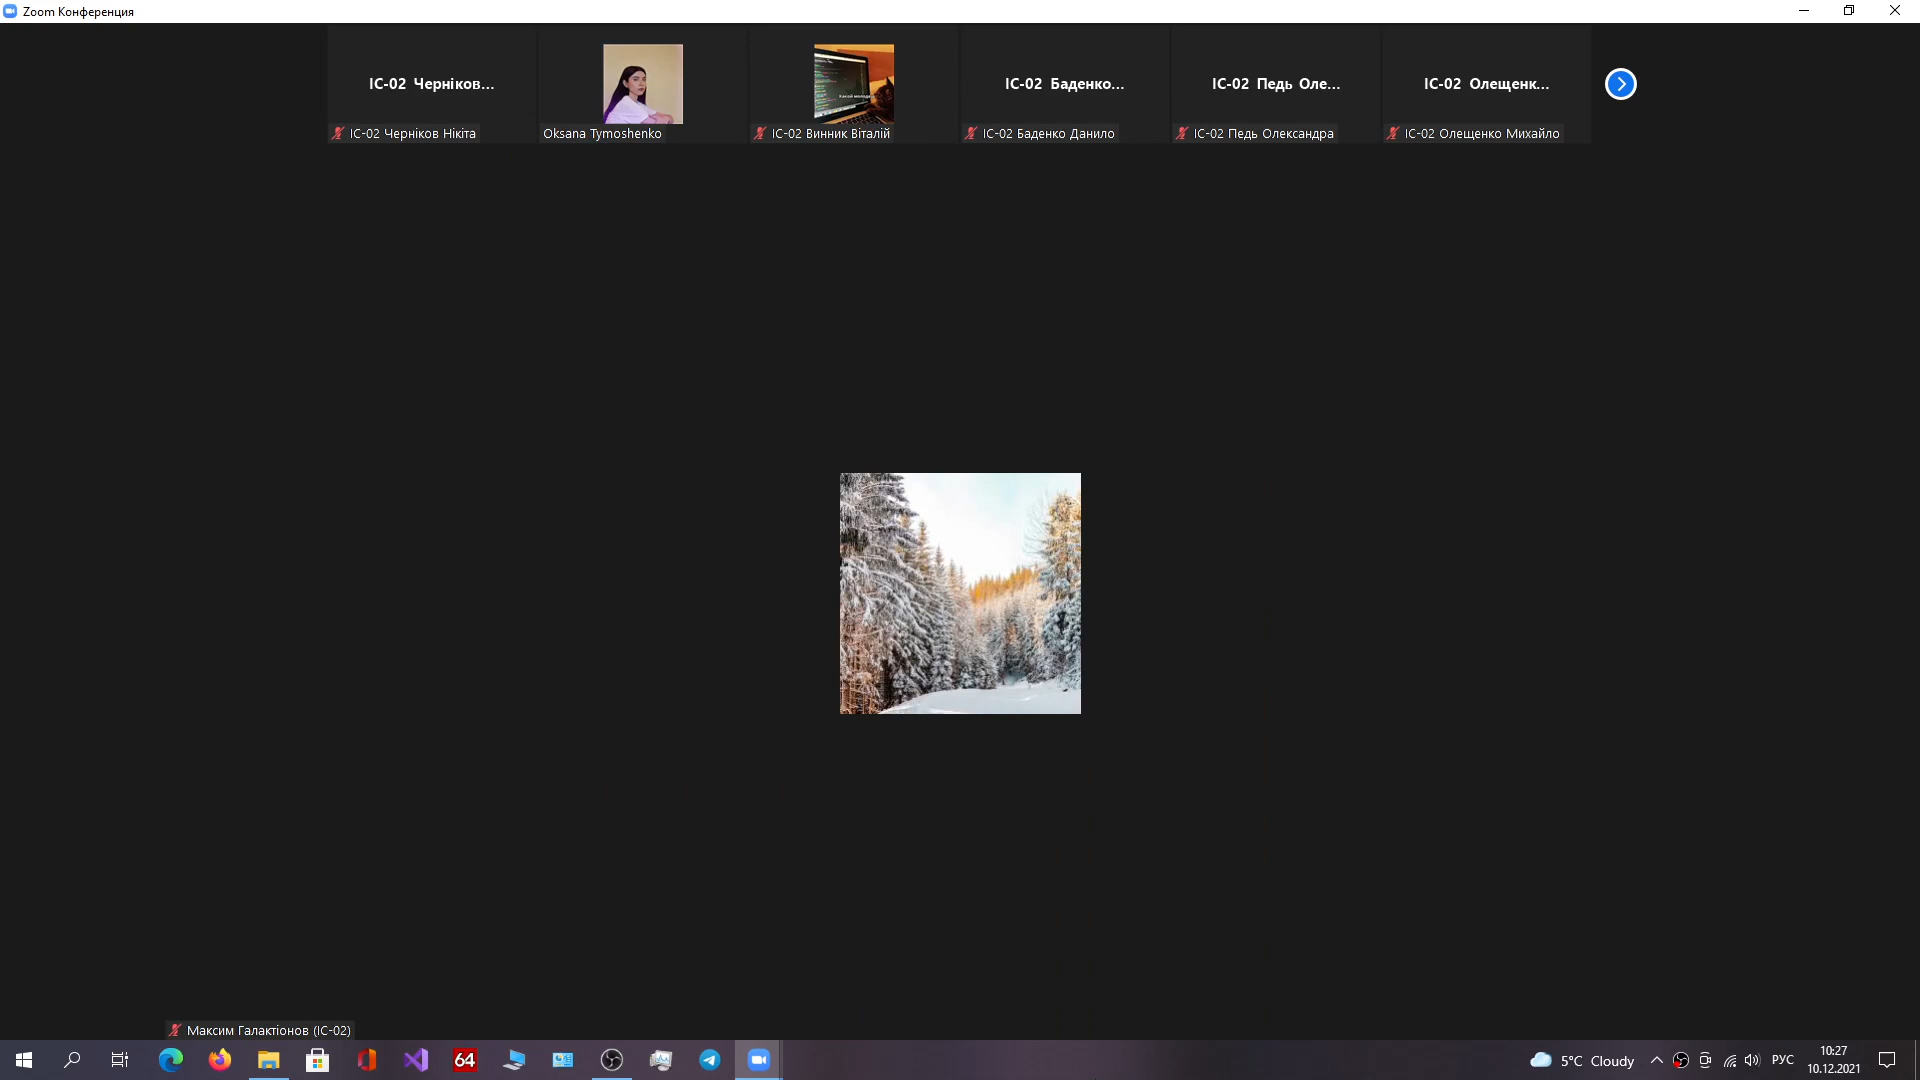 Zoom Конференция
ІС-02 Черніков...
ІС-02 Баденко...
ІС-02 Педь Оле...
ІС-02 Олещенк...
ІС-02 Черніков Нікіта
Oksana Tymoshenko
ІС-02 Винник Віталій
ІС-02 Баденко Данило
ІС-02 Педь Олександра
ІС-02 Олещенко Михайло
Максим Галактіонов (ІС-02)
64
5°C Cloudy
РУС
10:27
10.12.2021